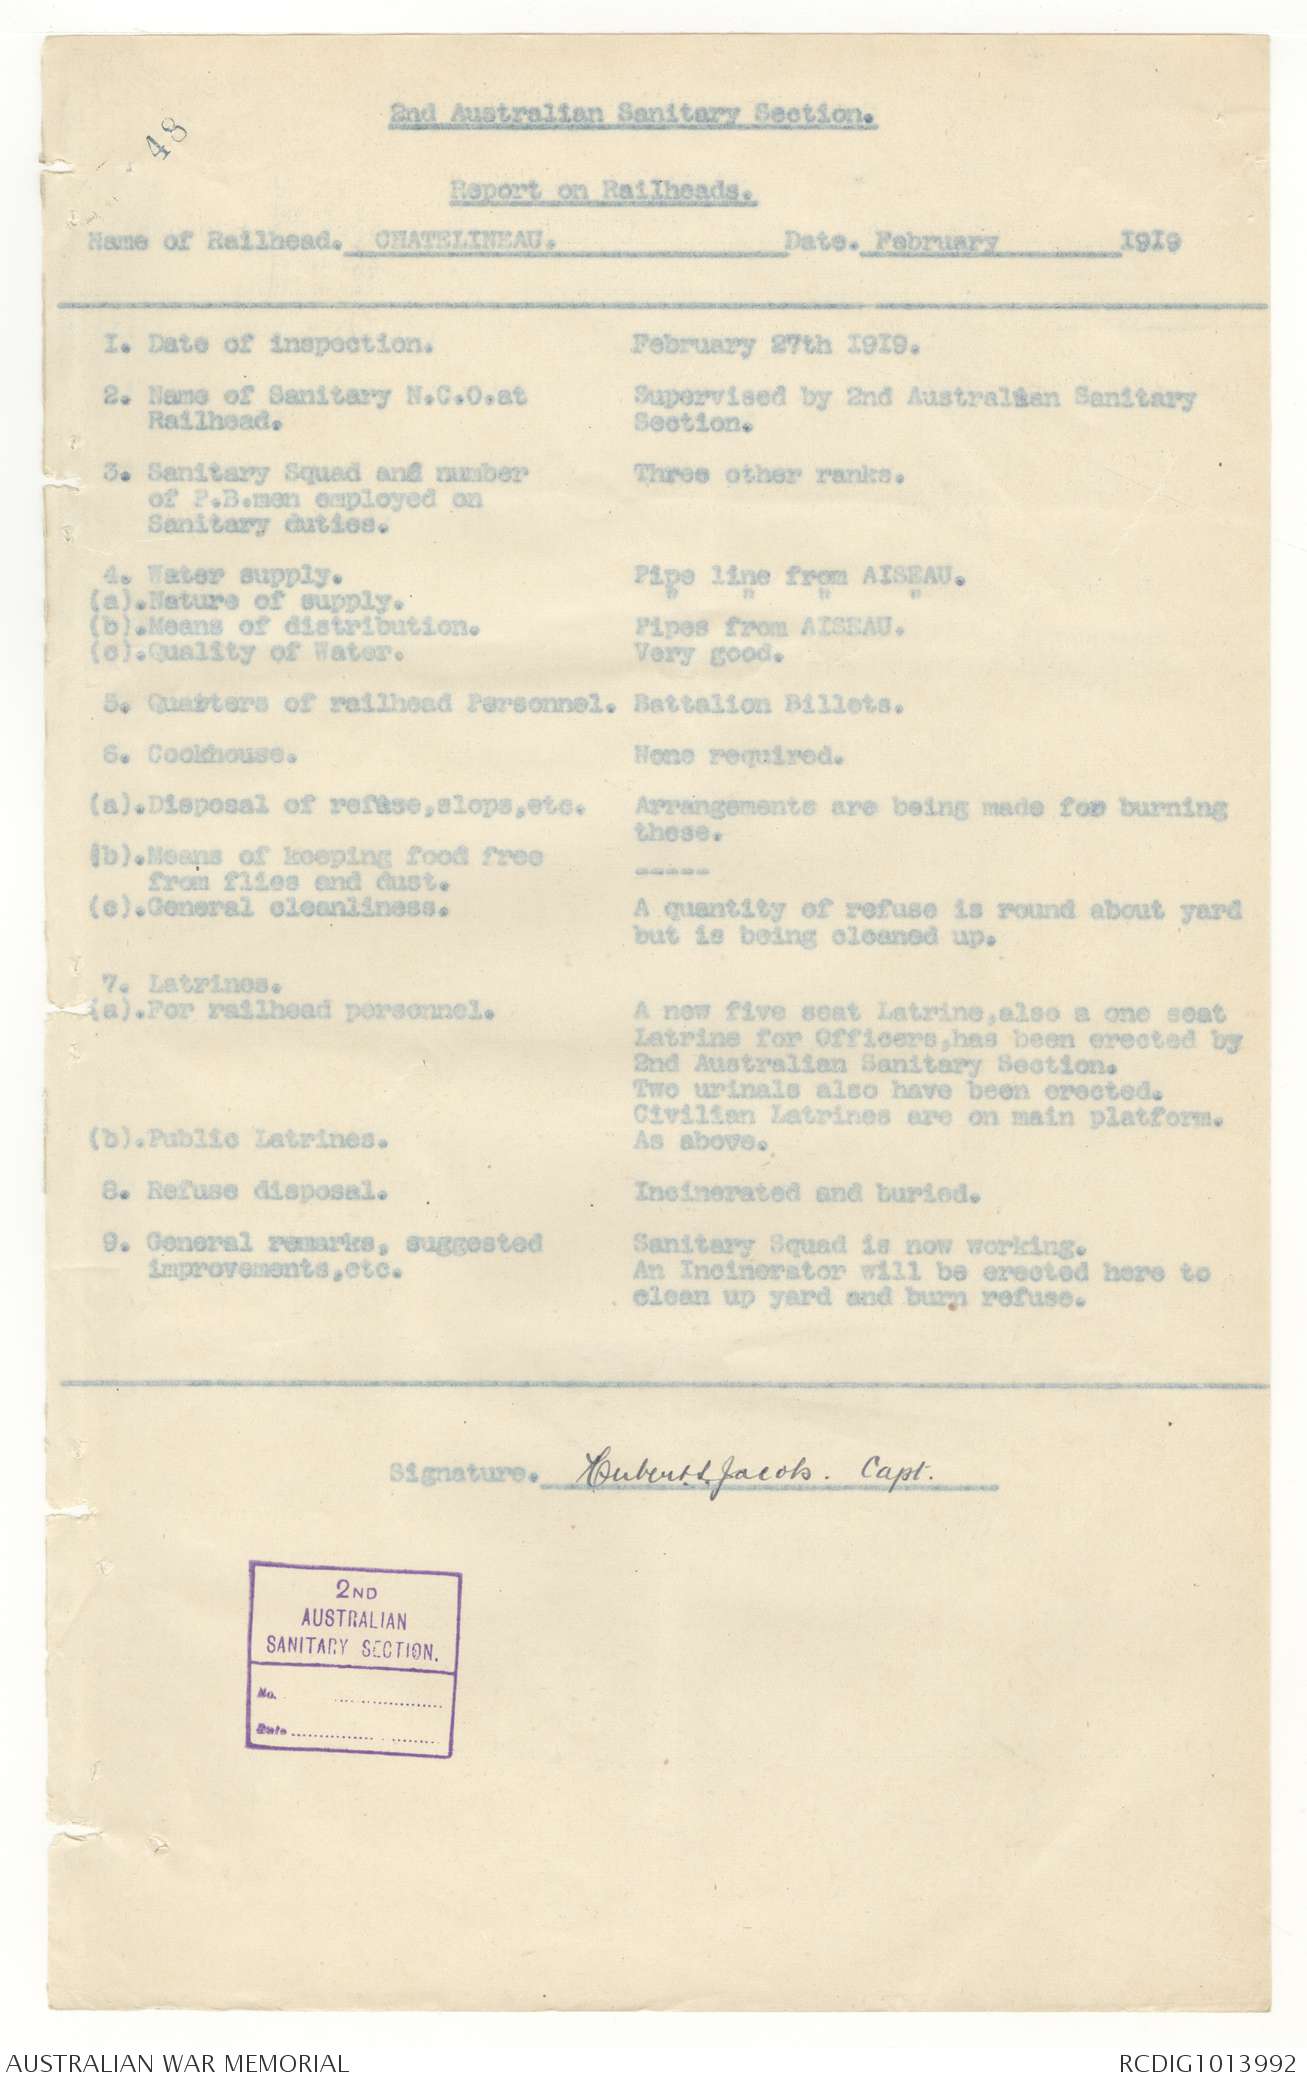 48
2nd Australian Sanitary Section.
Report on Railheads.
Name of Railhead. CHATELINEAU. Date. February 1919
1. Date of inspection. February 27th 1919.
2. Name of Sanitary N.C.O.at Supervised by 2nd Australian Sanitary
Railhead. Section.
3. Sanitary Squad and number Three other ranks.
of P.B.men employed on
Sanitary duties.
4. Water supply. Pipe line from AISEAU.
(a).Nature of supply. " " " "
(b).Means of distribution. Pipes from AISEAU.
(c).Quality of Water. Very good.
5. Quarters of railhead Personnel. Battalion Billets.
6. Cookhouse. None required.
(a).Disposal of refuse,slops,etc. Arrangements are being made for burning
these.
(b).Means of keeping food free -----
from flies and dust.
(c).General cleanliness. A quantity of refuse is round about yard
but is being cleaned up.
7. Latrines.
(a).For railhead personnel. A new five seat Latrine,also a one seat
Latrine for Officers,has been erected by
2nd Australian Sanitary Section.
Two urinals also have been erected.
Civilian Latrines are on main platform.
(b).Public Latrines. As above.
8. Refuse disposal. Incinerated and buried.
9. General remarks, suggested Sanitary Squad is now working.
improvements,etc. An Incinerator will be erected here to
clean up yard and burn refuse.
Signature. Hubert L Jacobs. Capt.
2ND
AUSTRALIAN
SANITARY SECTION.
No. ....................
Date ....................
AUSTRALIAN WAR MEMORIAL RCDIG1013992